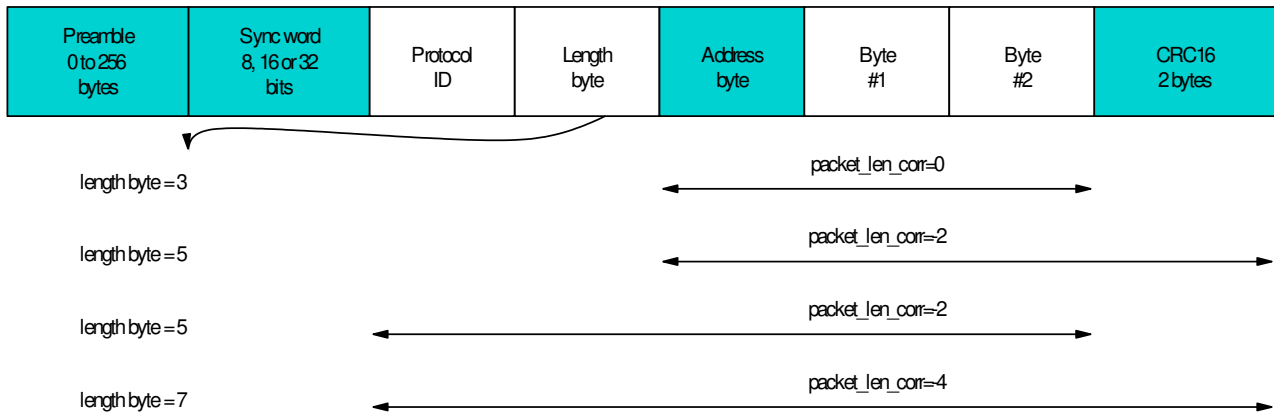 Preamble
0 to 256
bytes
Sync word
8, 16 or 32
bits
Protocol
ID
Length
byte
Address
byte
Byte
#1
Byte
#2
CRC16
2 bytes
length byte = 3
packet_len_corr=0
length byte = 5
packet_len_corr=-2
length byte = 5
packet_len_corr=-2
length byte = 7
packet_len_corr=-4